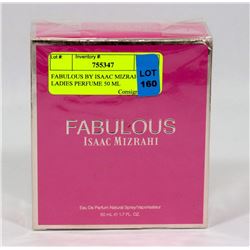 Lot #: Inventory #
755347
FABULOUS BY ISAAC MIZRAHI
LADIES PERFUME 50 ML
Consign
LOT
160
FABULOUS
ISAAC MIZRAHI
Eau De Parfum Natural Spray/Vaporisateur
50 ml e 1.7 FL. OZ.